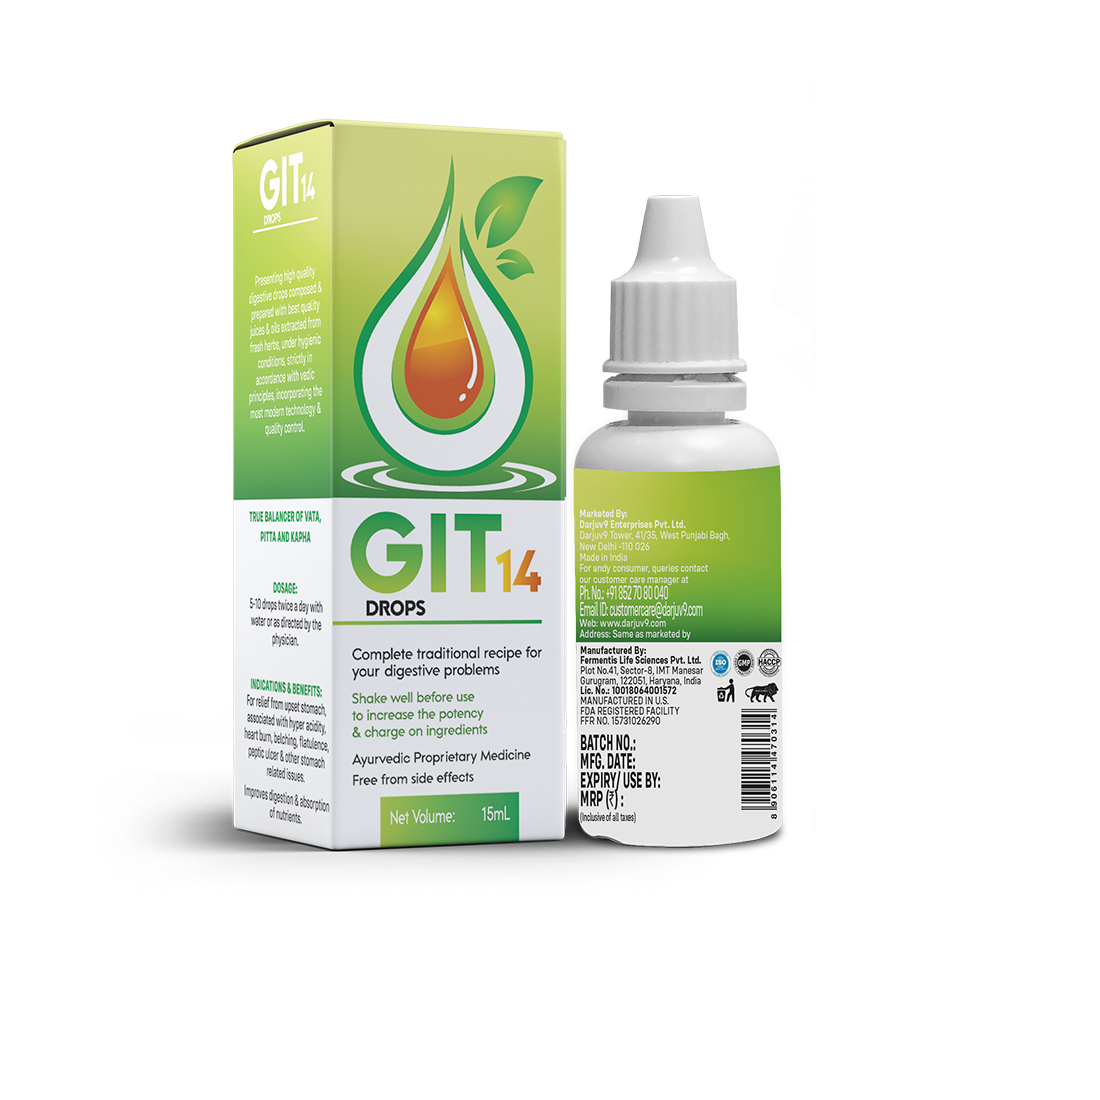 GIT14
DROPS
Presenting high quality
digestive drops composed &
prepared with best quality
juices & oils extracted from
fresh herbs, under hygienic
conditions, strictly in
accordance with vedic
principles, incorporating the
most modern technology &
quality control.
TRUE BALANCER OF VATA,
PITTA AND KAPHA
DOSAGE:
5-10 drops twice a day with
water or as directed by the
physician.
INDICATIONS & BENEFITS:
For relief from upset stomach,
associated with hyper acidity,
heart burn, belching, flatulence,
peptic ulcer & other stomach
related issues.
Improves digestion & absorption
of nutrients.
GIT14
DROPS
Complete traditional recipe for
your digestive problems
Shake well before use
to increase the potency
& charge on ingredients
Ayurvedic Proprietary Medicine
Free from side effects
Net Volume: 15mL
Marketed By:
Darjuv9 Enterprises Pvt. Ltd.
Darjuv9 Tower, 41/35, West Punjabi Bagh,
New Delhi -110 026
Made in India
For andy consumer, queries contact
our customer care manager at
Ph. No.: +91 852 70 80 040
Email ID: customercare@darjuv9.com
Web: www.darjuv9.com
Address: Same as marketed by
Manufactured By:
Fermentis Life Sciences Pvt. Ltd.
Plot No.41, Sector-8, IMT Manesar
Gurugram, 122051, Haryana, India
Lic. No.: 10018064001572
MANUFACTURED IN U.S.
FDA REGISTERED FACILITY
FFR NO. 15731026290
ISO
GMP
HACCP
BATCH NO.:
MFG. DATE:
EXPIRY/ USE BY:
MRP (₹) :
(Inclusive of all taxes)
8 906114 470314